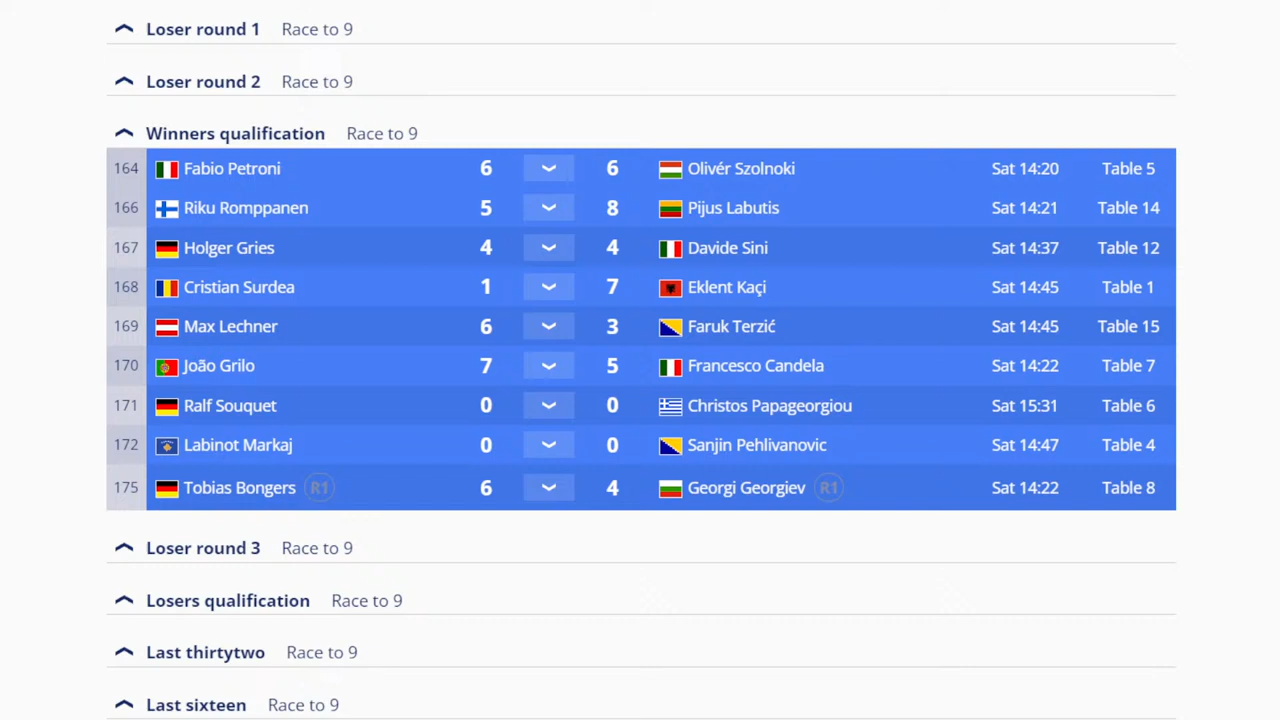 Loser round 1 Race to 9
Loser round 2 Race to 9
Winners qualification Race to 9
164 Fabio Petroni 6 6 Olivér Szolnoki Sat 14:20 Table 5
166 Riku Romppanen 5 8 Pijus Labutis Sat 14:21 Table 14
167 Holger Gries 4 4 Davide Sini Sat 14:37 Table 12
168 Cristian Surdea 1 7 Eklent Kaçi Sat 14:45 Table 1
169 Max Lechner 6 3 Faruk Terzić Sat 14:45 Table 15
170 João Grilo 7 5 Francesco Candela Sat 14:22 Table 7
171 Ralf Souquet 0 0 Christos Papageorgiou Sat 15:31 Table 6
172 Labinot Markaj 0 0 Sanjin Pehlivanovic Sat 14:47 Table 4
175 Tobias Bongers R1 6 4 Georgi Georgiev R1 Sat 14:22 Table 8
Loser round 3 Race to 9
Losers qualification Race to 9
Last thirtytwo Race to 9
Last sixteen Race to 9